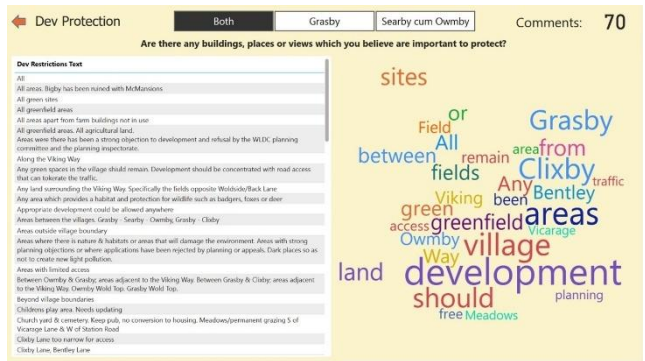 Dev Protection
Both
Grasby
Searby cum Owmby
Comments: 70
Are there any buildings, places or views which you believe are important to protect?
Dev Restrictions Text
All
All areas. Bigby has been ruined with McMansions
All green sites
All greenfield areas
All areas apart from farm buildings not in use
All greenfield areas. All agricultural land.
Areas were there has been a strong objection to development and refusal by the WLDC planning
committee and the planning inspectorate.
Along the Viking Way
Any green spaces in the village should remain. Development should be concentrated with road access
that can tolerate the traffic.
Any land surrounding the Viking Way. Specifically the fields opposite Woldside/Back Lane
Any area which provides a habitat and protection for wildlife such as badgers, foxes or deer
Appropriate development could be allowed anywhere
Areas between the villages. Grasby - Searby - Owmby, Grasby - Clixby
Areas outside village boundary
Areas where there is nature & habitats or areas that will damage the environment. Areas with strong
planning objections or where applications have been rejected by planning or appeals. Dark places so as
not to create new light pollution.
Areas with limited access
Between Owmby & Grasby; areas adjacent to the Viking Way. Between Grasby & Clixby; areas adjacent
to the Viking Way. Owmby Wold Top. Grasby Wold Top.
Beyond village boundaries
Childrens play area. Needs updating
Church yard & cemetery. Keep pub, no conversion to housing. Meadows/permanent grazing S of
Vicarage Lane & W of Station Road
Clixby Lane too narrow for access
Clixby Lane, Bentley Lane
sites
or
Field
Grasby
All
area
from
between
remain
fields
Clixby
Any
traffic
Viking
been
Bentley
green
areas
access
greenfield
Vicarage
Owmby
village
Way
land
development
should
planning
free
Meadows